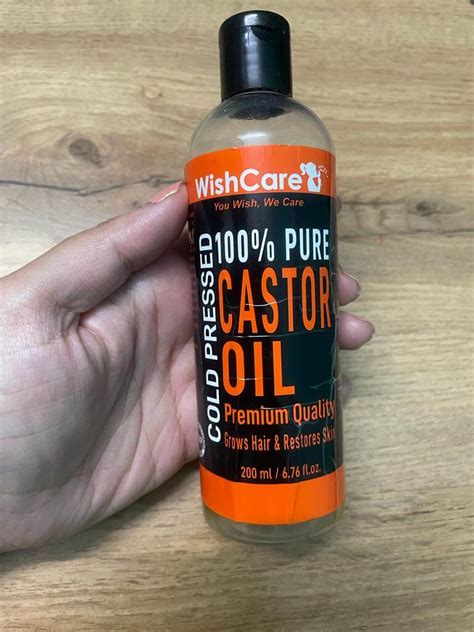 WishCare
You Wish, We Care
COLD PRESSED
100% PURE
CASTOR
OIL
Premium Quality
Grows Hair & Restores Skin
200 ml / 6.76 fl.oz.